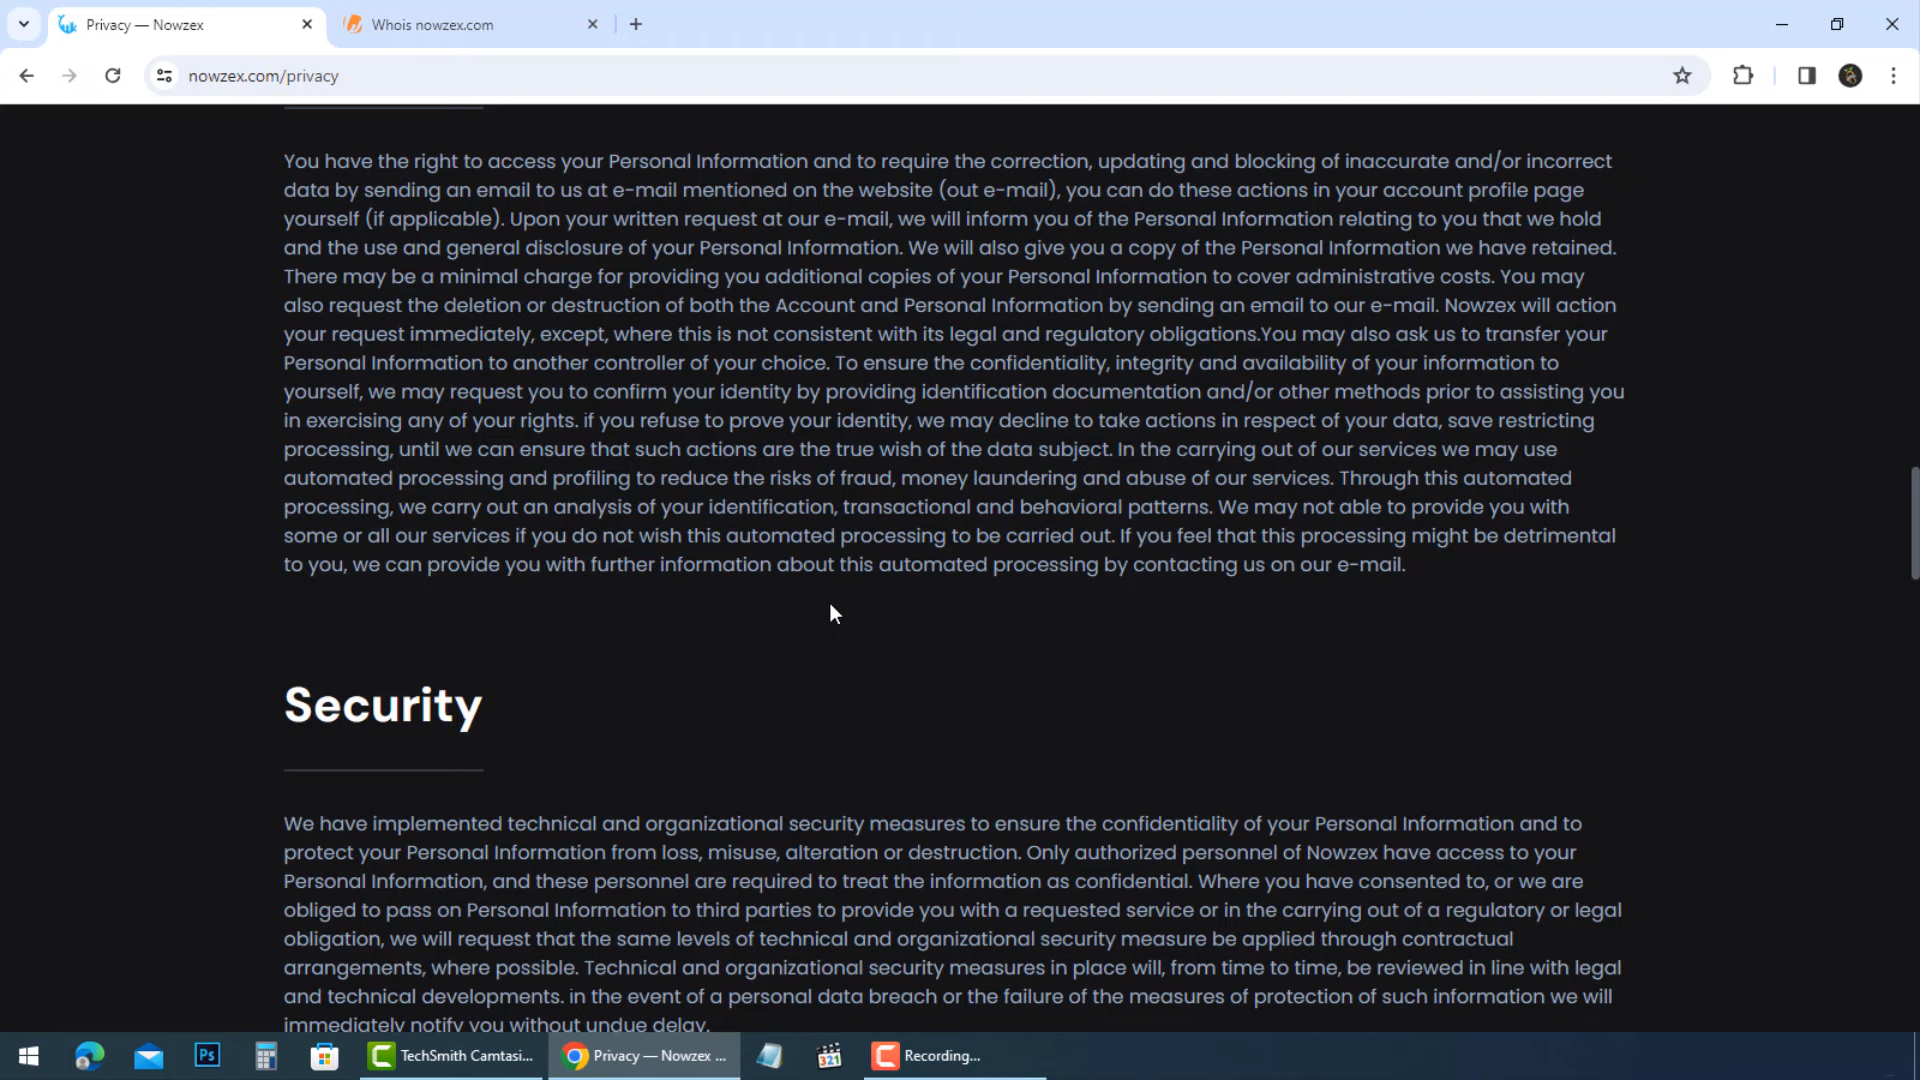 Privacy — Nowzex
Whois nowzex.com
nowzex.com/privacy
You have the right to access your Personal Information and to require the correction, updating and blocking of inaccurate and/or incorrect
data by sending an email to us at e-mail mentioned on the website (out e-mail), you can do these actions in your account profile page
yourself (if applicable). Upon your written request at our e-mail, we will inform you of the Personal Information relating to you that we hold
and the use and general disclosure of your Personal Information. We will also give you a copy of the Personal Information we have retained.
There may be a minimal charge for providing you additional copies of your Personal Information to cover administrative costs. You may
also request the deletion or destruction of both the Account and Personal Information by sending an email to our e-mail. Nowzex will action
your request immediately, except, where this is not consistent with its legal and regulatory obligations.You may also ask us to transfer your
Personal Information to another controller of your choice. To ensure the confidentiality, integrity and availability of your information to
yourself, we may request you to confirm your identity by providing identification documentation and/or other methods prior to assisting you
in exercising any of your rights. if you refuse to prove your identity, we may decline to take actions in respect of your data, save restricting
processing, until we can ensure that such actions are the true wish of the data subject. In the carrying out of our services we may use
automated processing and profiling to reduce the risks of fraud, money laundering and abuse of our services. Through this automated
processing, we carry out an analysis of your identification, transactional and behavioral patterns. We may not able to provide you with
some or all our services if you do not wish this automated processing to be carried out. If you feel that this processing might be detrimental
to you, we can provide you with further information about this automated processing by contacting us on our e-mail.
Security
We have implemented technical and organizational security measures to ensure the confidentiality of your Personal Information and to
protect your Personal Information from loss, misuse, alteration or destruction. Only authorized personnel of Nowzex have access to your
Personal Information, and these personnel are required to treat the information as confidential. Where you have consented to, or we are
obliged to pass on Personal Information to third parties to provide you with a requested service or in the carrying out of a regulatory or legal
obligation, we will request that the same levels of technical and organizational security measure be applied through contractual
arrangements, where possible. Technical and organizational security measures in place will, from time to time, be reviewed in line with legal
and technical developments. in the event of a personal data breach or the failure of the measures of protection of such information we will
immediately notify you without undue delay.
Ps
TechSmith Camtasi...
Privacy — Nowzex ...
321
Recording...